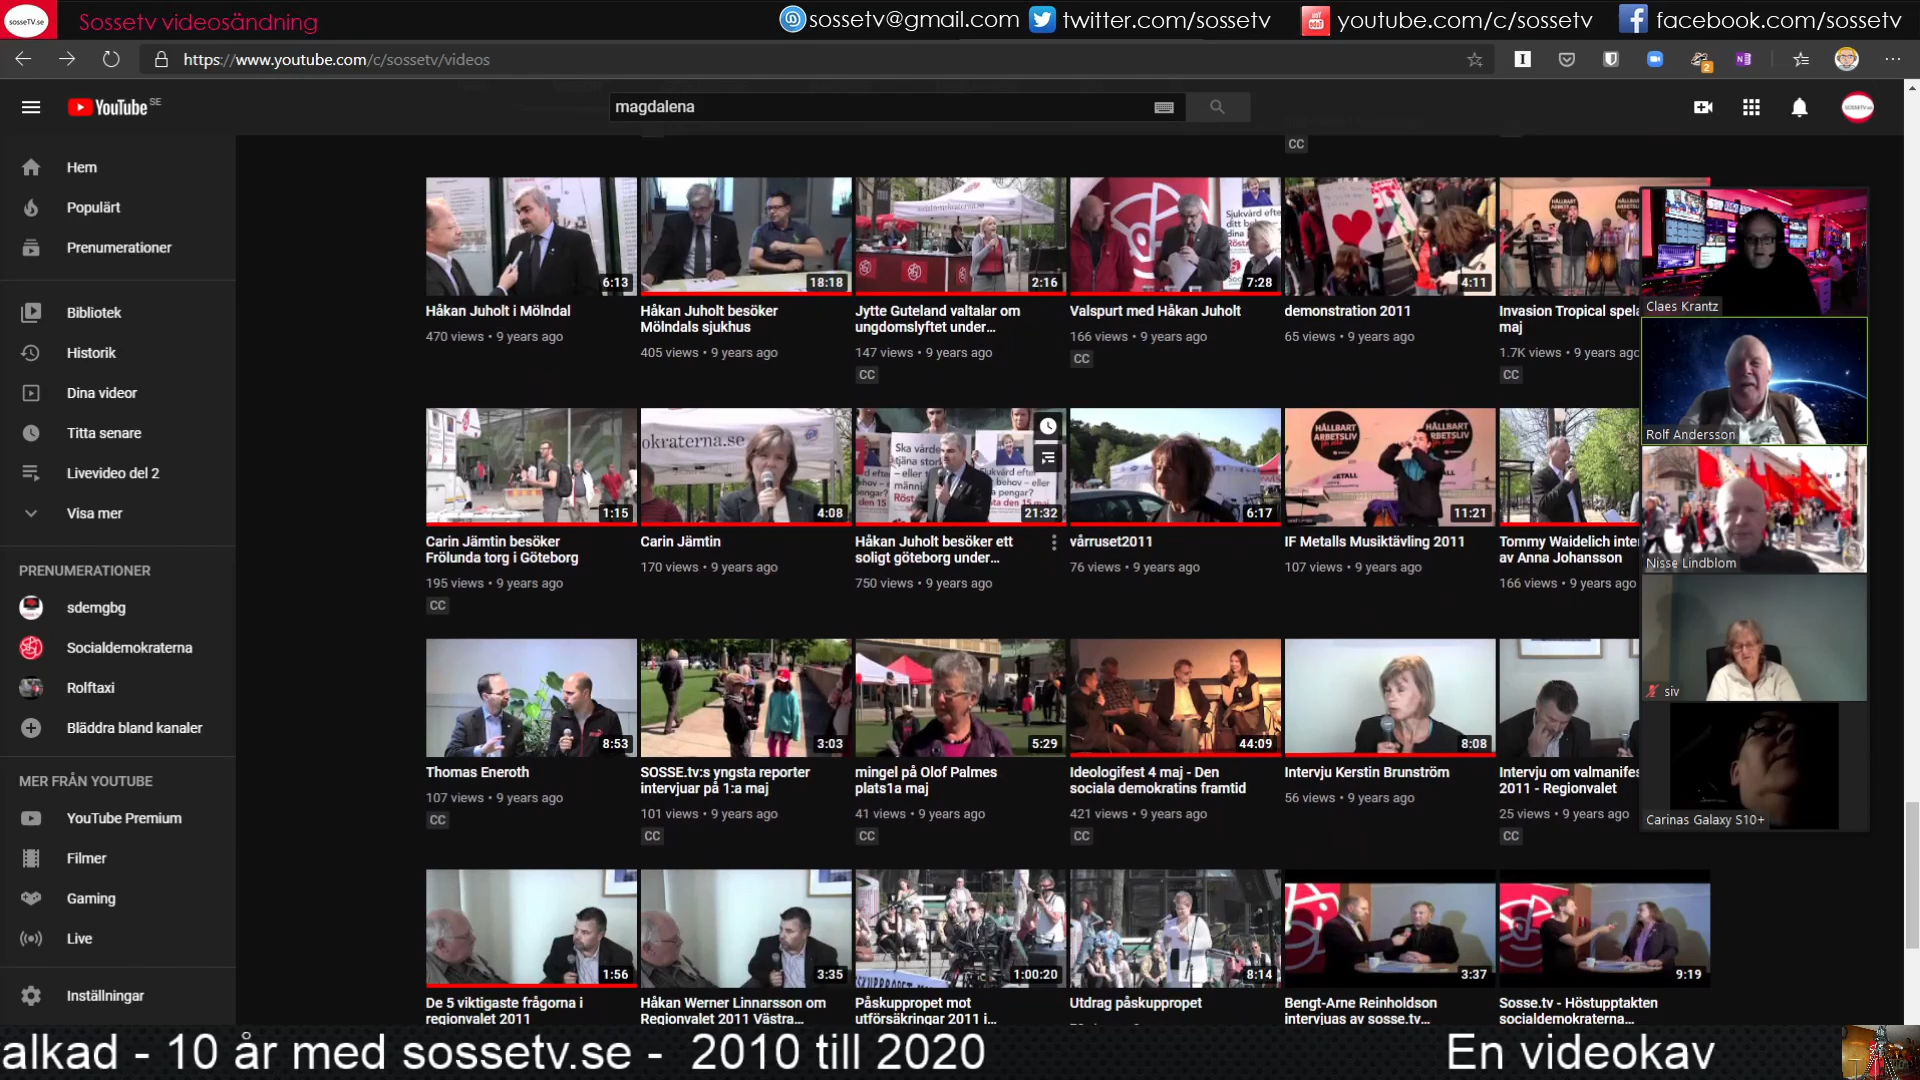 sosseTV.se
Sossetv videosändning
sossetv@gmail.com
twitter.com/sossetv
youtube.com/c/sossetv
facebook.com/sossetv
https://www.youtube.com/c/sossetv/videos
YouTube SE
magdalena
Hem
Populärt
Prenumerationer
Bibliotek
Historik
Dina videor
Titta senare
Livevideo del 2
Visa mer
PRENUMERATIONER
sdemgbg
Socialdemokraterna
Rolftaxi
Bläddra bland kanaler
MER FRÅN YOUTUBE
YouTube Premium
Filmer
Gaming
Live
Inställningar
CC
6:13
Håkan Juholt i Mölndal
470 views • 9 years ago
18:18
Håkan Juholt besöker
Mölndals sjukhus
405 views • 9 years ago
2:16
Jytte Guteland valtalar om
ungdomslyftet under...
147 views • 9 years ago
CC
7:28
Valspurt med Håkan Juholt
166 views • 9 years ago
CC
4:11
demonstration 2011
65 views • 9 years ago
Invasion Tropical spela
maj
1.7K views • 9 years ago
CC
1:15
Carin Jämtin besöker
Frölunda torg i Göteborg
195 views • 9 years ago
CC
okraterna.se
4:08
Carin Jämtin
170 views • 9 years ago
21:32
Håkan Juholt besöker ett
soligt göteborg under...
750 views • 9 years ago
6:17
vårruset2011
76 views • 9 years ago
HÅLLBART
ARBETSLIV
11:21
IF Metalls Musiktävling 2011
107 views • 9 years ago
Tommy Waidelich inte
av Anna Johansson
166 views • 9 years ago
8:53
Thomas Eneroth
107 views • 9 years ago
CC
3:03
SOSSE.tv:s yngsta reporter
intervjuar på 1:a maj
101 views • 9 years ago
CC
5:29
mingel på Olof Palmes
plats1a maj
41 views • 9 years ago
CC
44:09
Ideologifest 4 maj - Den
sociala demokratins framtid
421 views • 9 years ago
CC
8:08
Intervju Kerstin Brunström
56 views • 9 years ago
Intervju om valmanifes
2011 - Regionvalet
25 views • 9 years ago
CC
1:56
De 5 viktigaste frågorna i
regionvalet 2011
3:35
Håkan Werner Linnarsson om
Regionvalet 2011 Västra...
1:00:20
Påskuppropet mot
utförsäkringar 2011 i...
8:14
Utdrag påskuppropet
3:37
Bengt-Arne Reinholdson
intervjuas av sosse.tv...
9:19
Sosse.tv - Höstupptakten
socialdemokraterna...
Claes Krantz
Rolf Andersson
Nisse Lindblom
siv
Carinas Galaxy S10+
alkad - 10 år med sossetv.se - 2010 till 2020
En videokav